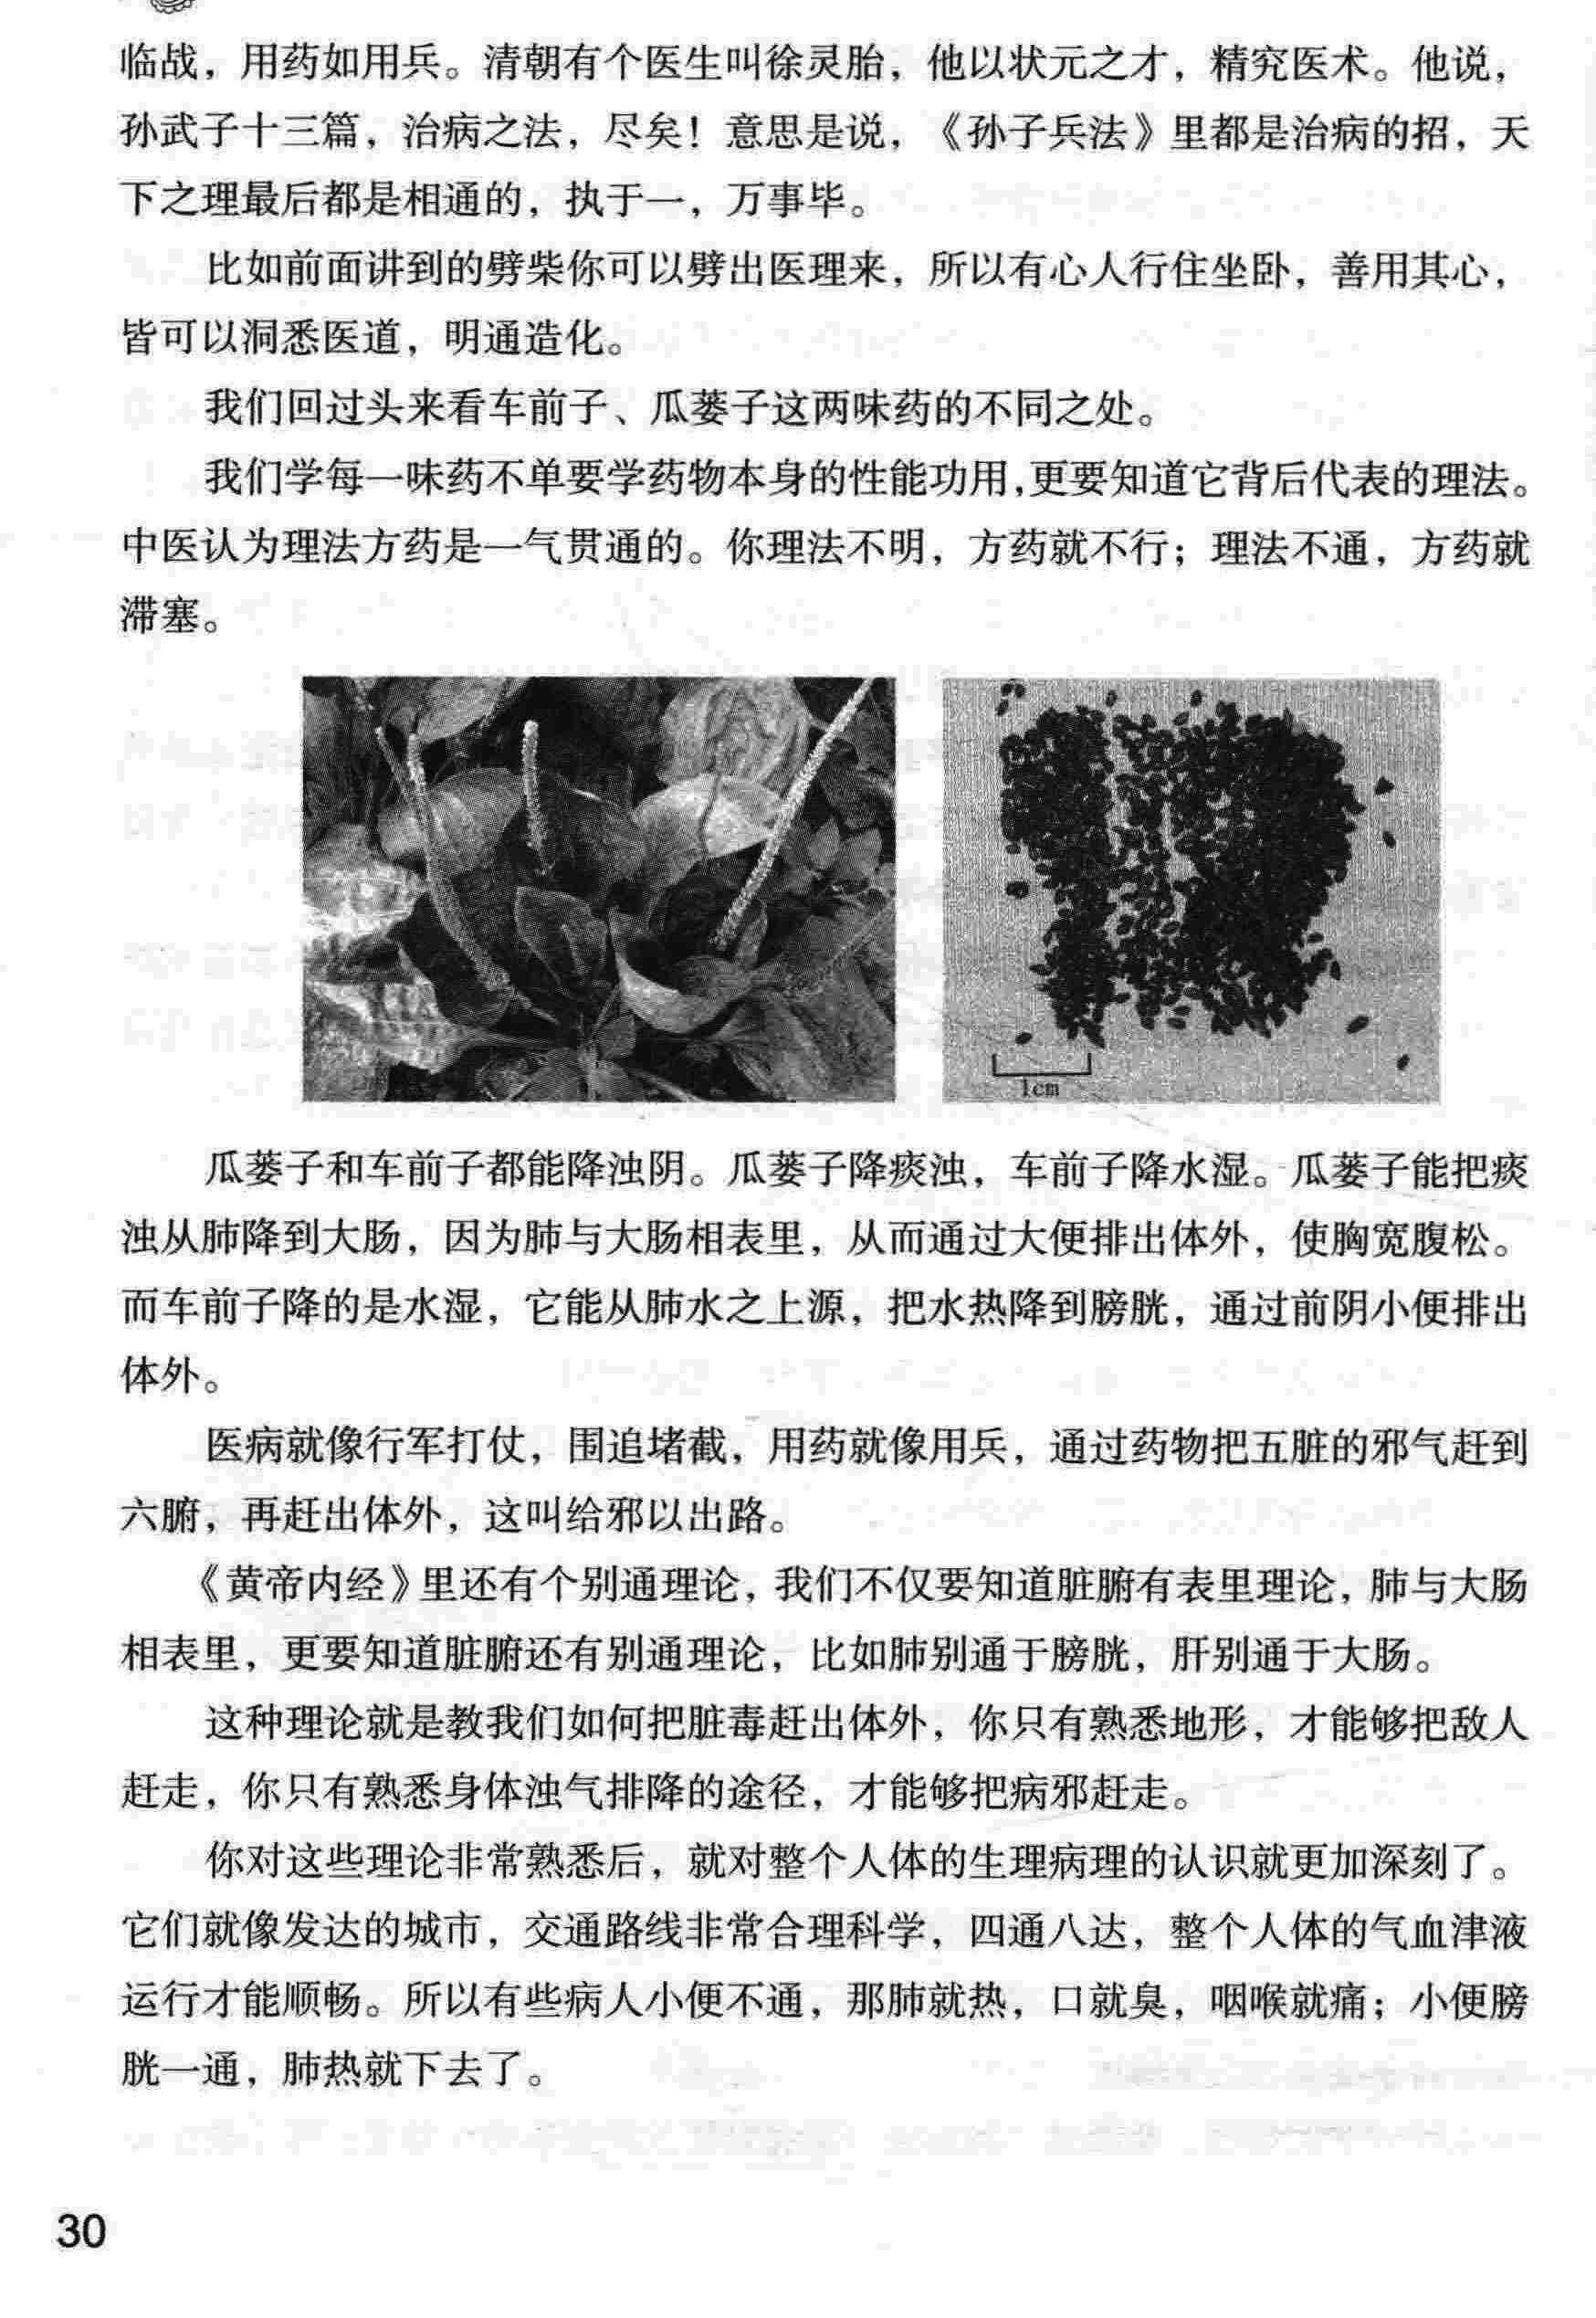 临战，用药如用兵。清朝有个医生叫徐灵胎，他以状元之才，精究医术。他说，
孙武子十三篇，治病之法，尽矣！意思是说，《孙子兵法》里都是治病的招，天
下之理最后都是相通的，执于一，万事毕。
比如前面讲到的劈柴你可以劈出医理来，所以有心人行住坐卧，善用其心，
皆可以洞悉医道，明通造化。
我们回过头来看车前子、瓜蒌子这两味药的不同之处。
我们学每一味药不单要学药物本身的性能功用，更要知道它背后代表的理法。
中医认为理法方药是一气贯通的。你理法不明，方药就不行；理法不通，方药就
滞塞。
1cm
瓜蒌子和车前子都能降浊阴。瓜蒌子降痰浊，车前子降水湿。瓜蒌子能把痰
浊从肺降到大肠，因为肺与大肠相表里，从而通过大便排出体外，使胸宽腹松。
而车前子降的是水湿，它能从肺水之上源，把水热降到膀胱，通过前阴小便排出
体外。
医病就像行军打仗，围追堵截，用药就像用兵，通过药物把五脏的邪气赶到
六腑，再赶出体外，这叫给邪以出路。
《黄帝内经》里还有个别通理论，我们不仅要知道脏腑有表里理论，肺与大肠
相表里，更要知道脏腑还有别通理论，比如肺别通于膀胱，肝别通于大肠。
这种理论就是教我们如何把脏毒赶出体外，你只有熟悉地形，才能够把敌人
赶走，你只有熟悉身体浊气排降的途径，才能够把病邪赶走。
你对这些理论非常熟悉后，就对整个人体的生理病理的认识就更加深刻了。
它们就像发达的城市，交通路线非常合理科学，四通八达，整个人体的气血津液
运行才能顺畅。所以有些病人小便不通，那肺就热，口就臭，咽喉就痛；小便膀
胱一通，肺热就下去了。
30